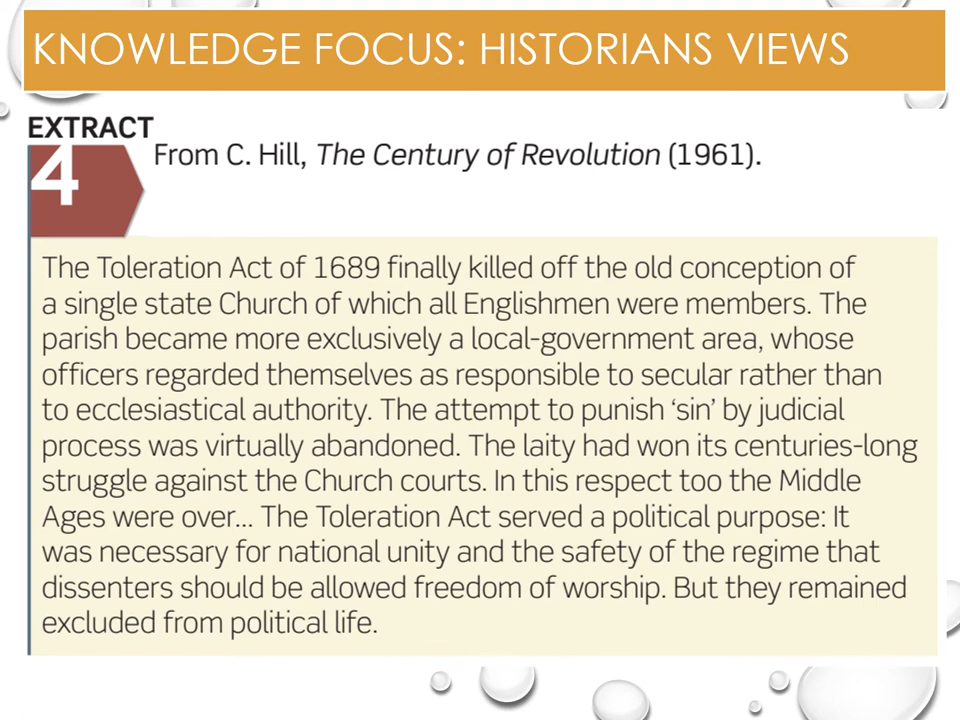 KNOWLEDGE FOCUS: HISTORIANS VIEWS
EXTRACT
4
From C. Hill, The Century of Revolution (1961).
The Toleration Act of 1689 finally killed off the old conception of
a single state Church of which all Englishmen were members. The
parish became more exclusively a local-government area, whose
officers regarded themselves as responsible to secular rather than
to ecclesiastical authority. The attempt to punish ‘sin’ by judicial
process was virtually abandoned. The laity had won its centuries-long
struggle against the Church courts. In this respect too the Middle
Ages were over... The Toleration Act served a political purpose: It
was necessary for national unity and the safety of the regime that
dissenters should be allowed freedom of worship. But they remained
excluded from political life.